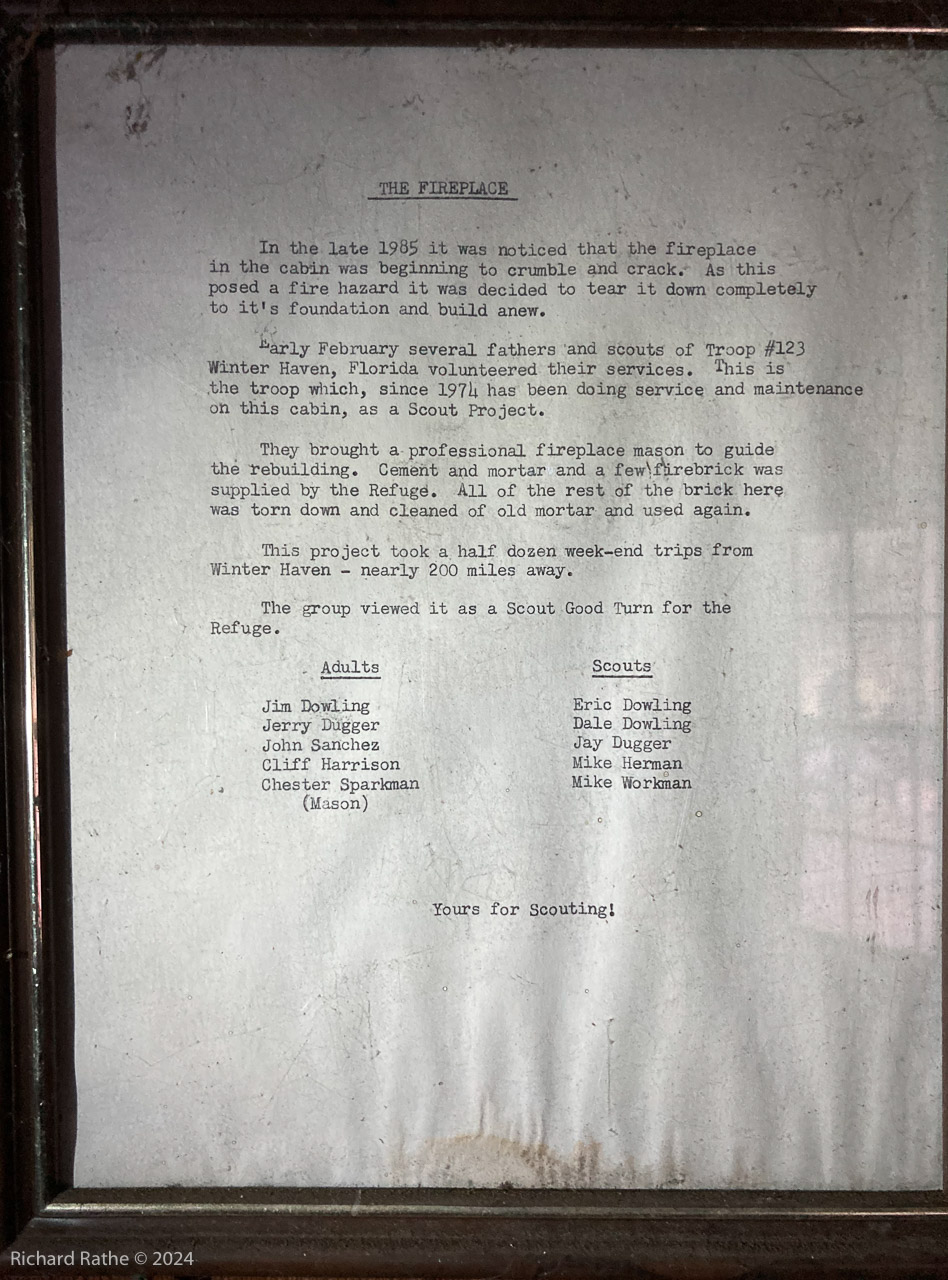 THE FIREPLACE
In the late 1985 it was noticed that the fireplace
in the cabin was beginning to crumble and crack. As this
posed a fire hazard it was decided to tear it down completely
to it's foundation and build anew.
Early February several fathers and scouts of Troop #123
Winter Haven, Florida volunteered their services. This is
the troop which, since 1974 has been doing service and maintenance
on this cabin, as a Scout Project.
They brought a professional fireplace mason to guide
the rebuilding. Cement and mortar and a few\firebrick was
supplied by the Refuge. All of the rest of the brick here
was torn down and cleaned of old mortar and used again.
This project took a half dozen week-end trips from
Winter Haven - nearly 200 miles away.
The group viewed it as a Scout Good Turn for the
Refuge.
Adults Scouts
Jim Dowling Eric Dowling
Jerry Dugger Dale Dowling
John Sanchez Jay Dugger
Cliff Harrison Mike Herman
Chester Sparkman Mike Workman
(Mason)
Yours for Scouting!
Richard Rathe © 2024